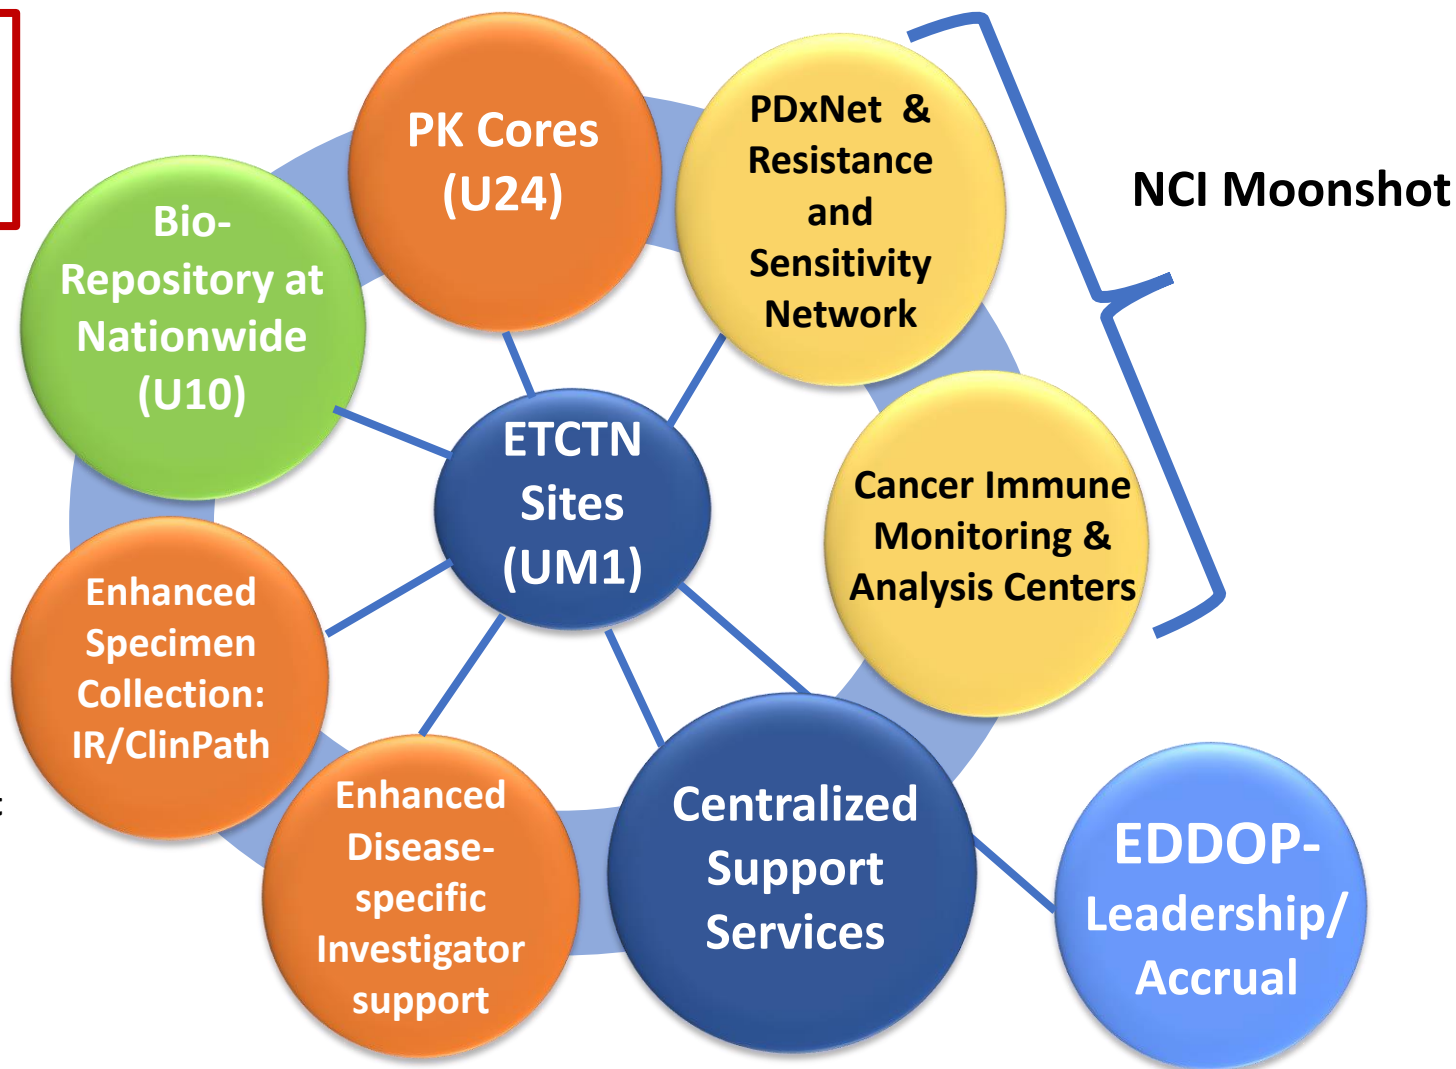 PK Cores
(U24)
PDxNet &
Resistance
and
Sensitivity
Network
NCI Moonshot
Bio-
Repository at
Nationwide
(U10)
ETCTN
Sites
(UM1)
Cancer Immune
Monitoring &
Analysis Centers
Enhanced
Specimen
Collection:
IR/ClinPath
Enhanced
Disease-
specific
Investigator
support
Centralized
Support
Services
EDDOP-
Leadership/
Accrual